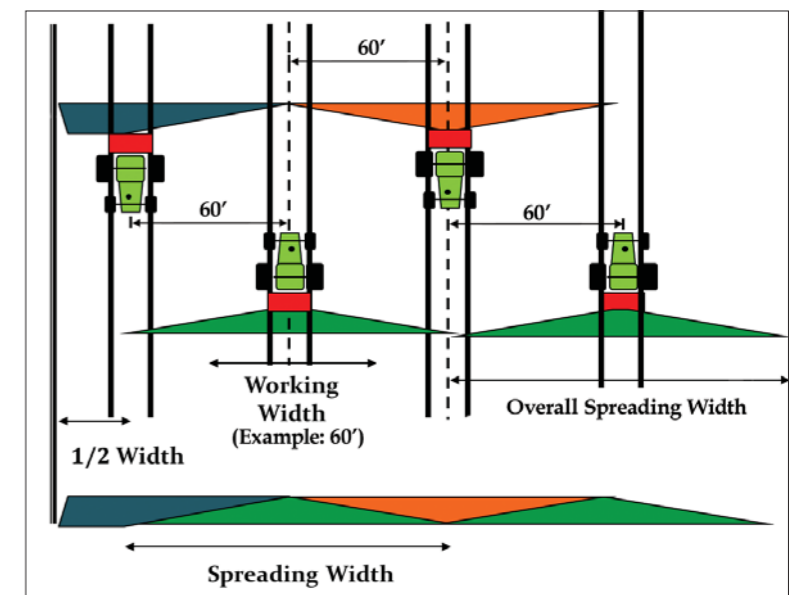 60′
60′
60′
Working
Width
(Example: 60′)
Overall Spreading Width
1/2 Width
Spreading Width